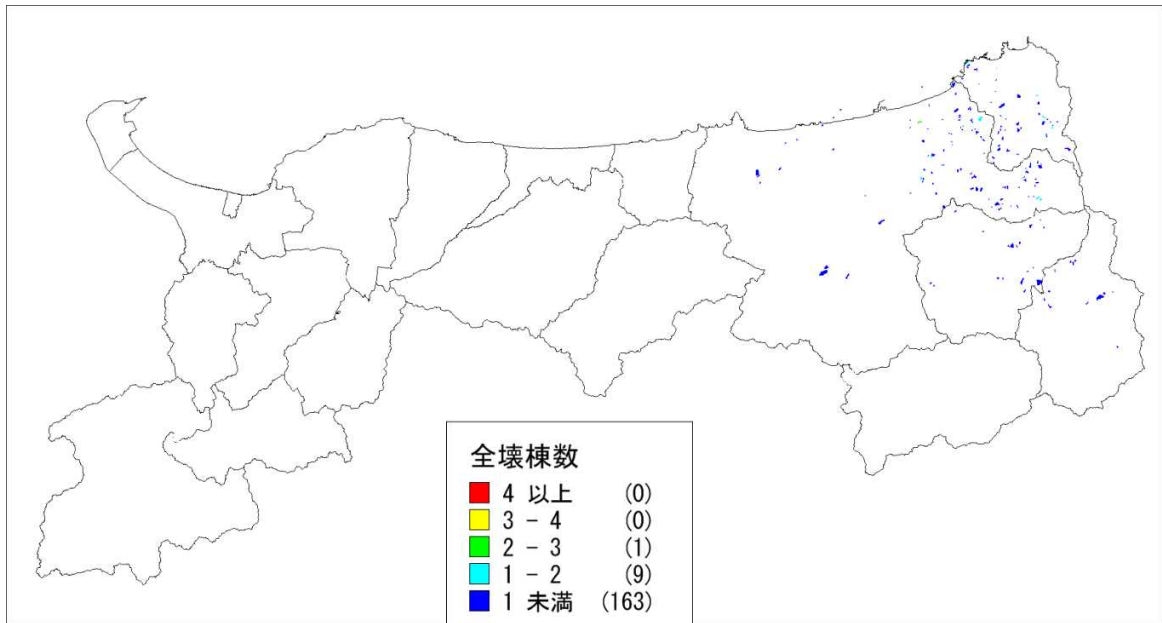 全壊棟数
4 以上 (0)
3 - 4 (0)
2 - 3 (1)
1 - 2 (9)
1 未満 (163)